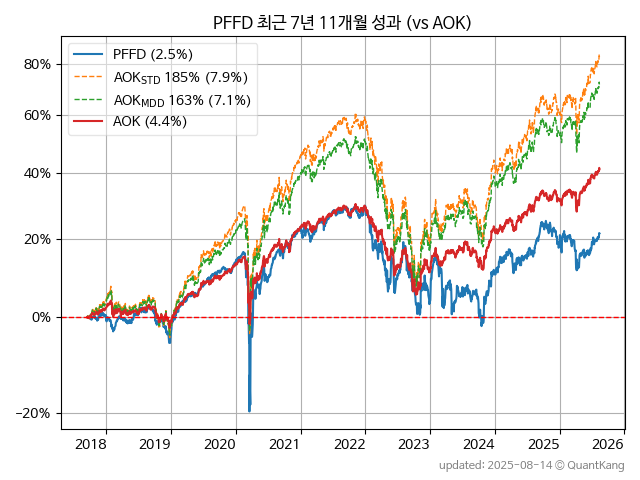 PFFD 최근 7년 11개월 성과 (vs AOK)
PFFD (2.5%)
AOK_STD 185% (7.9%)
AOK_MDD 163% (7.1%)
AOK (4.4%)
80%
60%
40%
20%
0%
−20%
2018 2019 2020 2021 2022 2023 2024 2025 2026
updated: 2025-08-14 © QuantKang